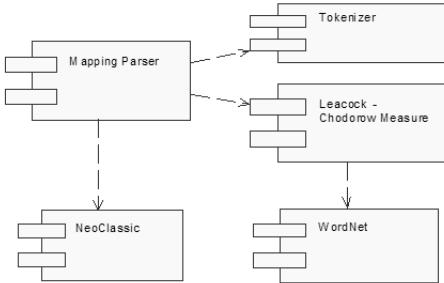 Tokenizer
Mapping Parser
Leacock -
Chodorow Measure
NeoClassic
WordNet